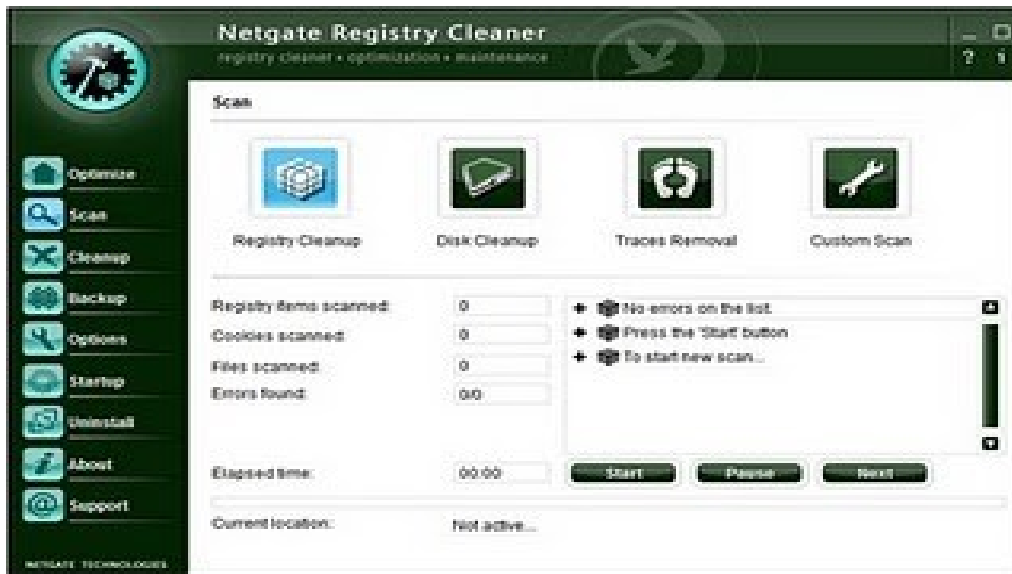 Netgate Registry Cleaner
registry cleaner • optimization • maintenance
? i
Scan
Optimize
Scan
Cleanup
Backup
Options
Startup
Uninstall
About
Support
NETGATE TECHNOLOGIES
Registry Cleanup
Disk Cleanup
Traces Removal
Custom Scan
Registry items scanned: 0
Cookies scanned: 0
Files scanned: 0
Errors found: 0/0
Elapsed time: 00:00
No errors on the list.
Press the 'Start' button
To start new scan...
Start
Pause
Next
Current location: Not active...